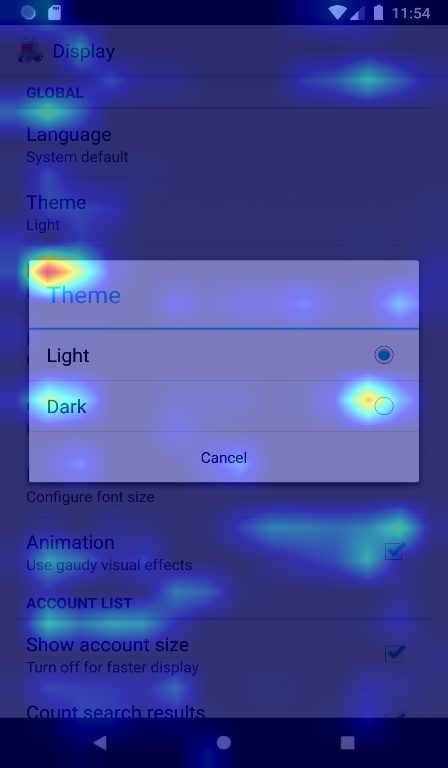 11:54
Display
GLOBAL
Language
System default
Theme
Light
Theme
Light
Dark
Cancel
Configure font size
Animation
Use gaudy visual effects
ACCOUNT LIST
Show account size
Turn off for faster display
Count search results